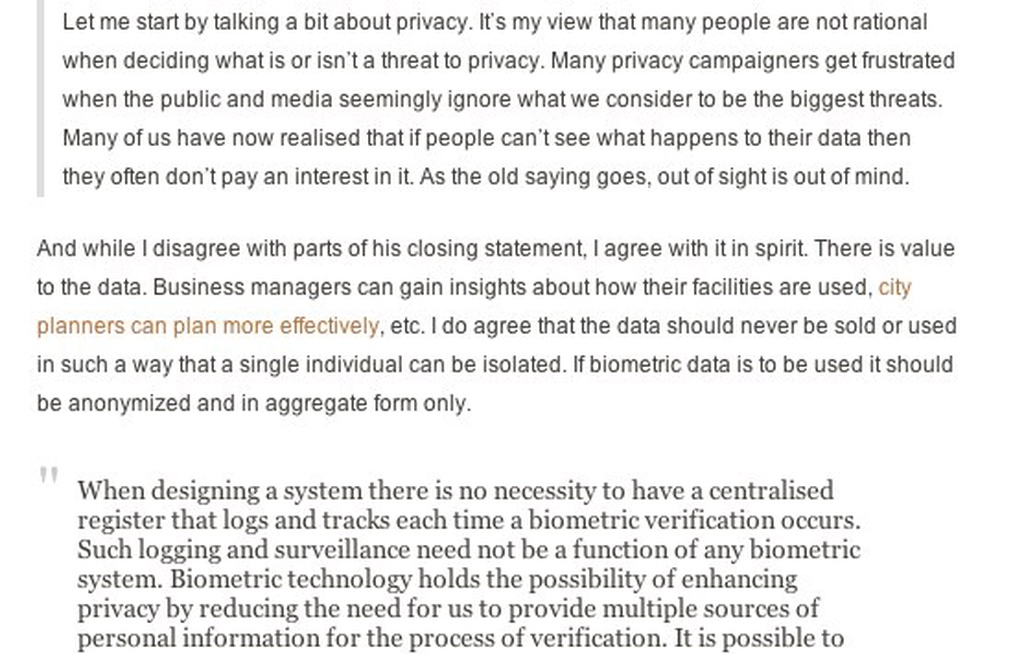 Let me start by talking a bit about privacy. It’s my view that many people are not rational
when deciding what is or isn’t a threat to privacy. Many privacy campaigners get frustrated
when the public and media seemingly ignore what we consider to be the biggest threats.
Many of us have now realised that if people can’t see what happens to their data then
they often don’t pay an interest in it. As the old saying goes, out of sight is out of mind.
And while I disagree with parts of his closing statement, I agree with it in spirit. There is value
to the data. Business managers can gain insights about how their facilities are used, city
planners can plan more effectively, etc. I do agree that the data should never be sold or used
in such a way that a single individual can be isolated. If biometric data is to be used it should
be anonymized and in aggregate form only.
"
When designing a system there is no necessity to have a centralised
register that logs and tracks each time a biometric verification occurs.
Such logging and surveillance need not be a function of any biometric
system. Biometric technology holds the possibility of enhancing
privacy by reducing the need for us to provide multiple sources of
personal information for the process of verification. It is possible to